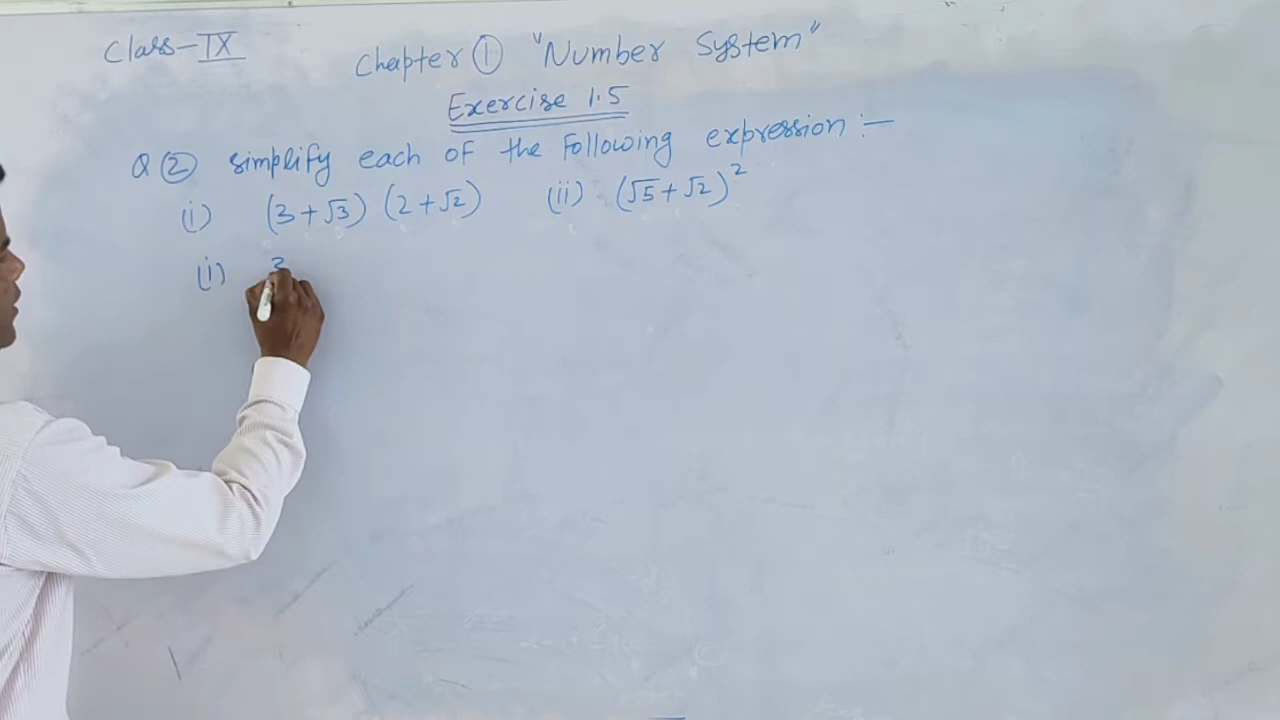 Class-IX
Chapter ① "Number System"
Exercise 1.5
Q ② simplify each of the Following expression :-
(i) (3+√3) (2+√2) (ii) (√5+√2)²
(i) 3